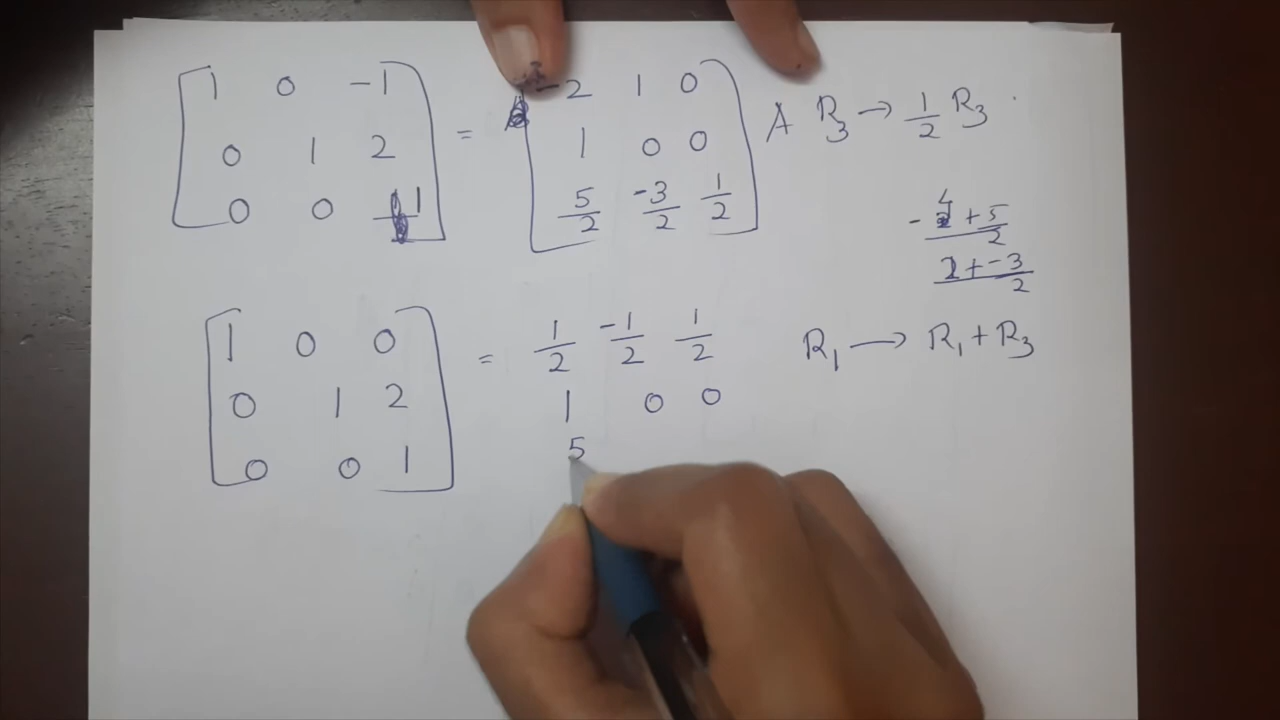 1 0 -1 = -2 1 0 A R3 → 1/2 R3
0 1 2 1 0 0
0 0 1 5/2 -3/2 1/2
-4+5/2
2+-3/2
1 0 0 = 1/2 -1/2 1/2 R1 → R1+R3
0 1 2 1 0 0
0 0 1 5